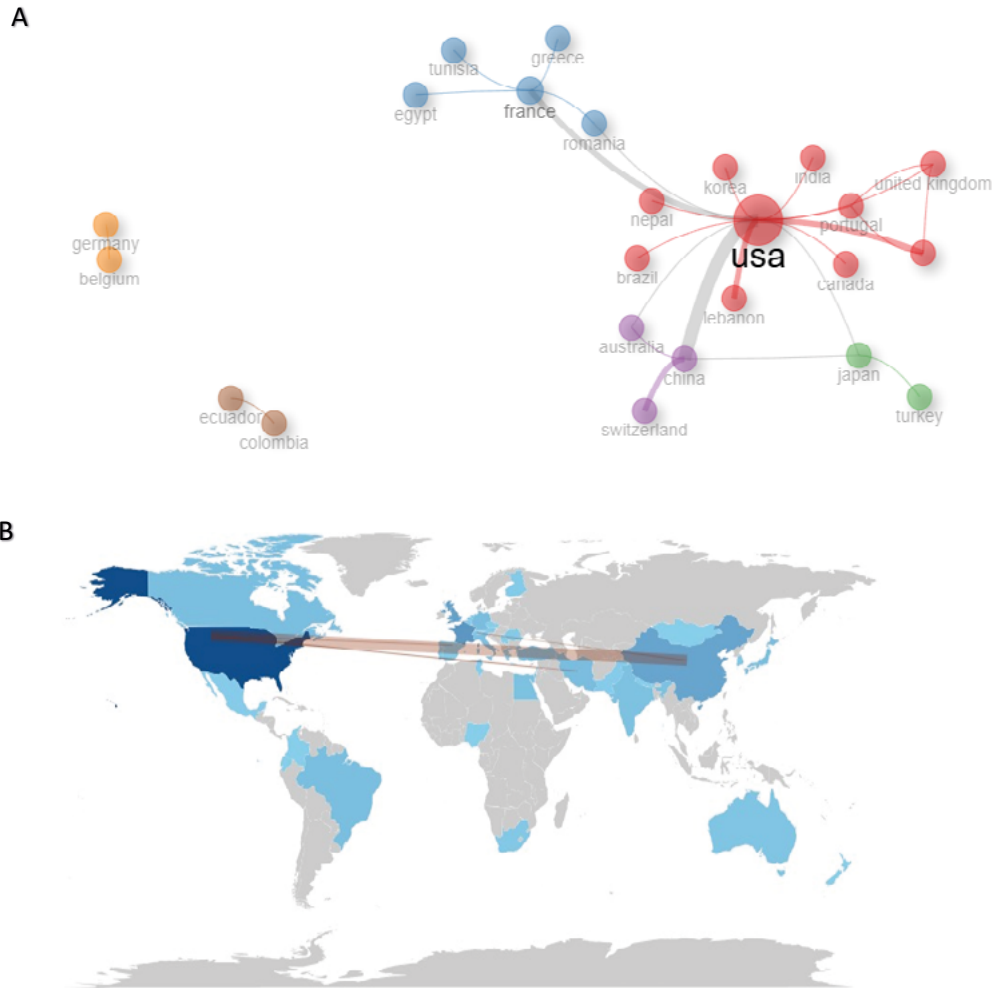 A
greece
tunisia
egypt
france
romania
korea
india
united kingdom
nepal
portugal
usa
brazil
canada
germany
belgium
lebanon
australia
china
japan
switzerland
turkey
ecuador
colombia
B